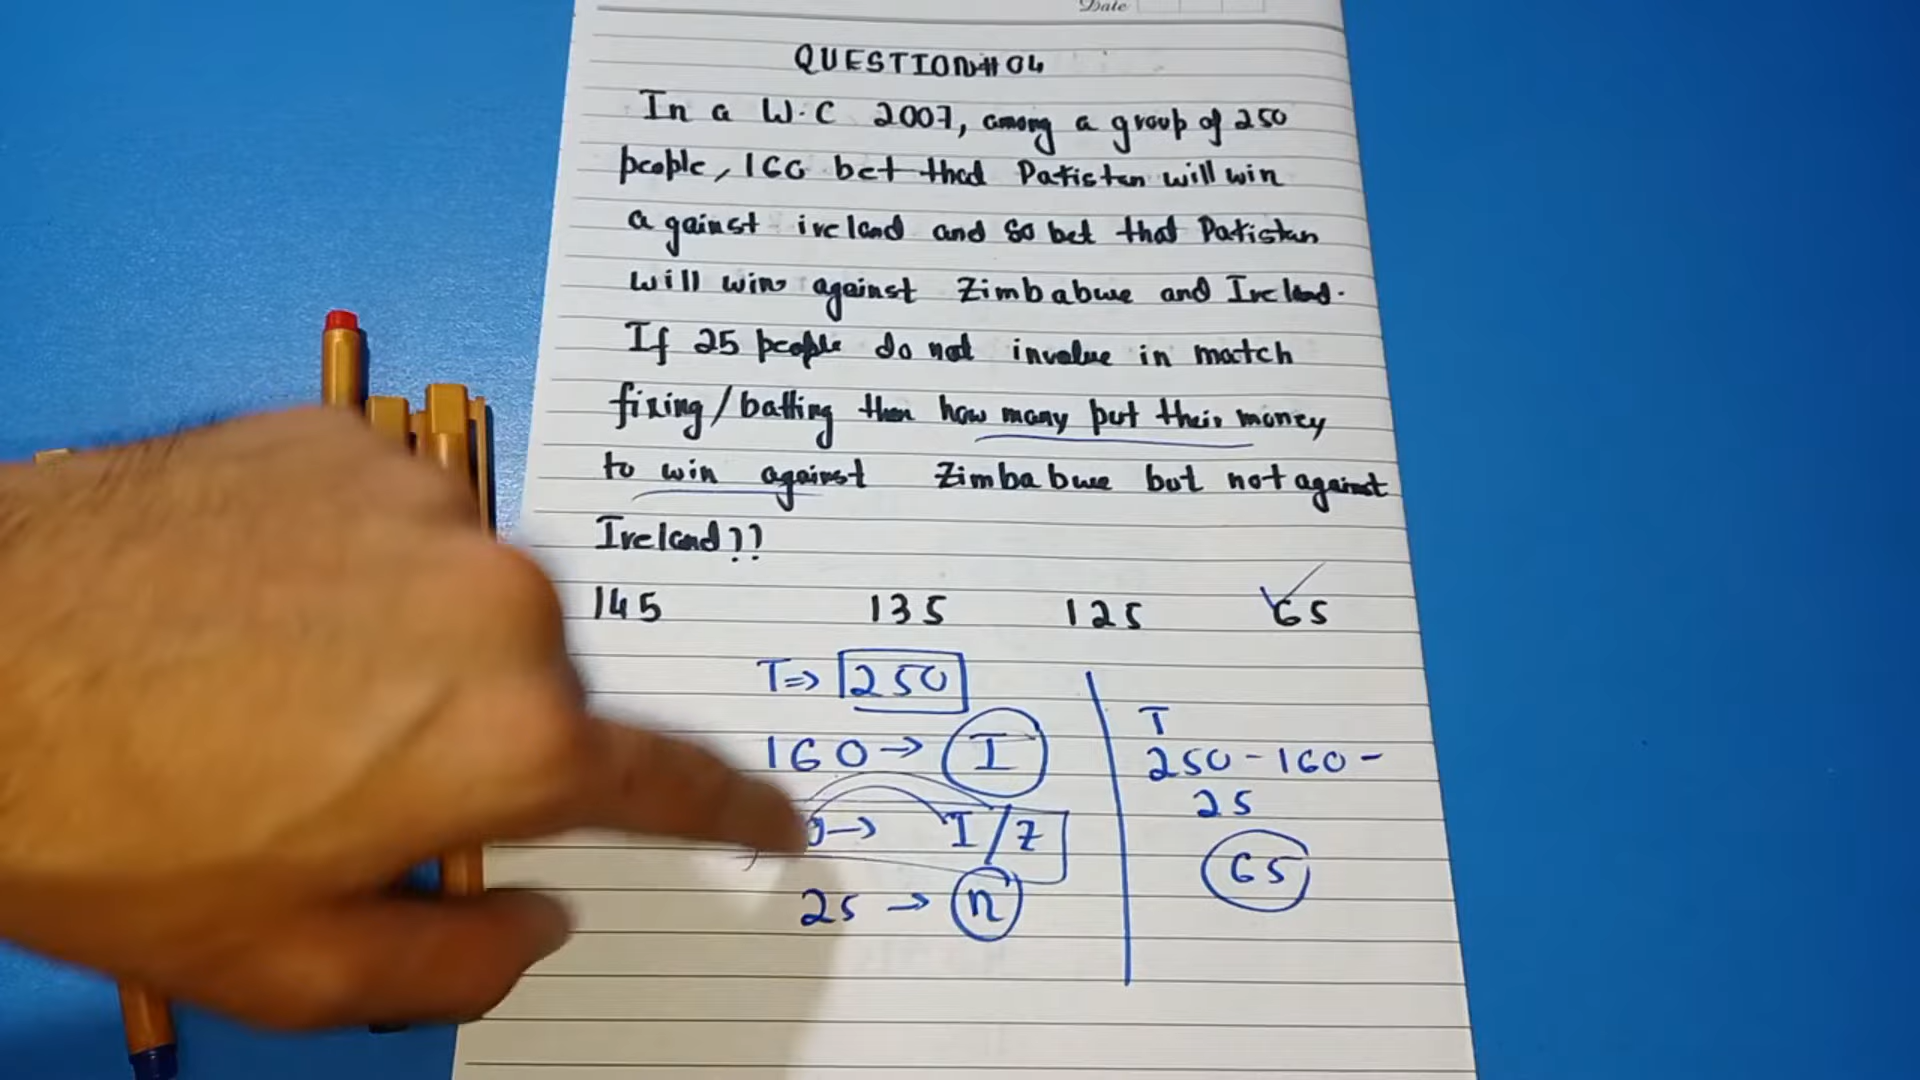 Date
QUESTION# 04
In a W.C 2007, among a group of 250
people, 160 bet that Pakistan will win
against ireland and 80 bet that Pakistan
will win against Zimbabwe and Ireland.
If 25 people do not involue in match
fixing/batting then how many put their money
to win against Zimbabwe but not against
Ireland??
145 135 125 65
T=> 250
160 → I
→ I/Z
25 → n
T
250-160-
25
65